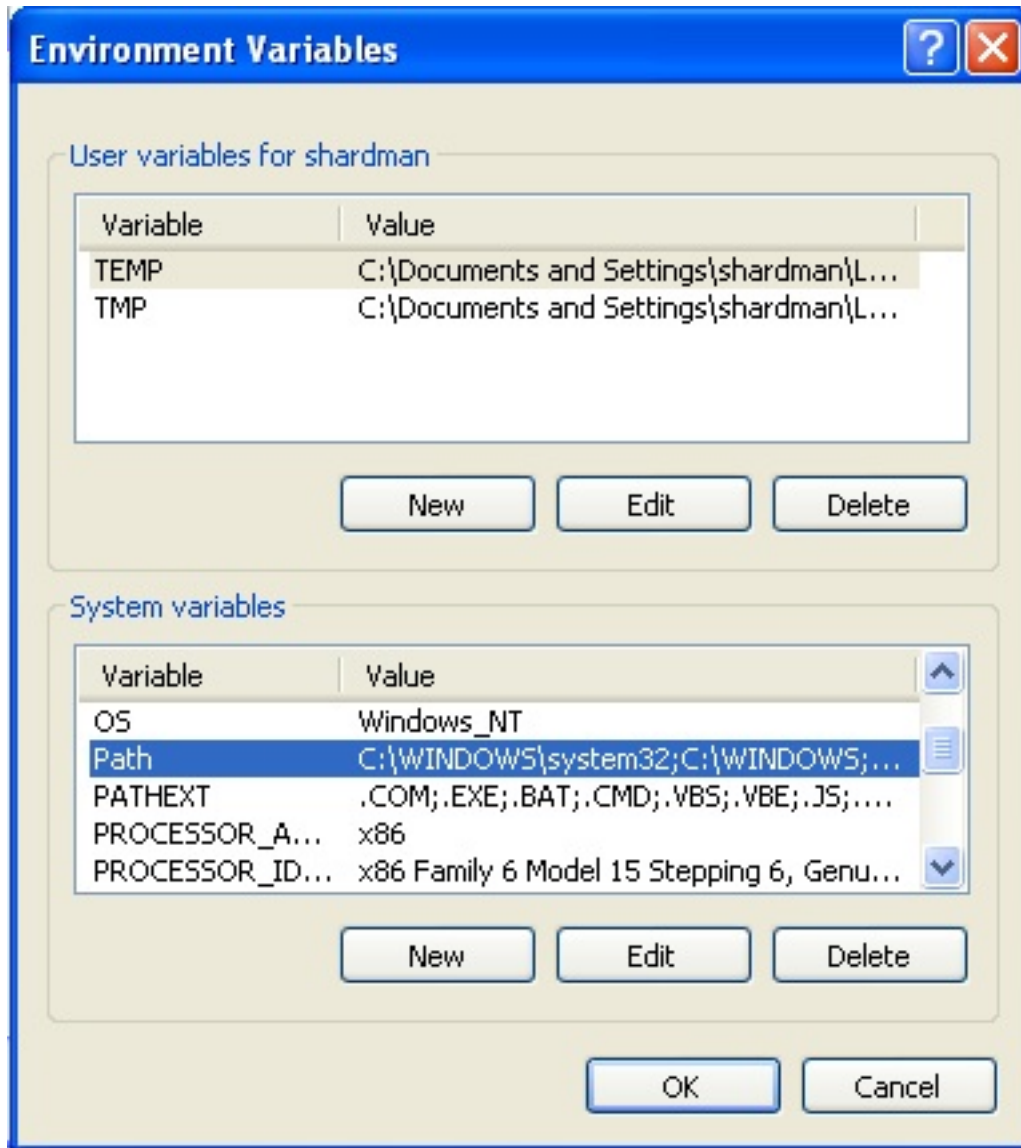 Environment Variables
User variables for shardman
Variable Value
TEMP C:\Documents and Settings\shardman\L...
TMP C:\Documents and Settings\shardman\L...
New Edit Delete
System variables
Variable Value
OS Windows_NT
Path C:\WINDOWS\system32;C:\WINDOWS;...
PATHEXT .COM;.EXE;.BAT;.CMD;.VBS;.VBE;.JS;....
PROCESSOR_A... x86
PROCESSOR_ID... x86 Family 6 Model 15 Stepping 6, Genu...
New Edit Delete
OK Cancel